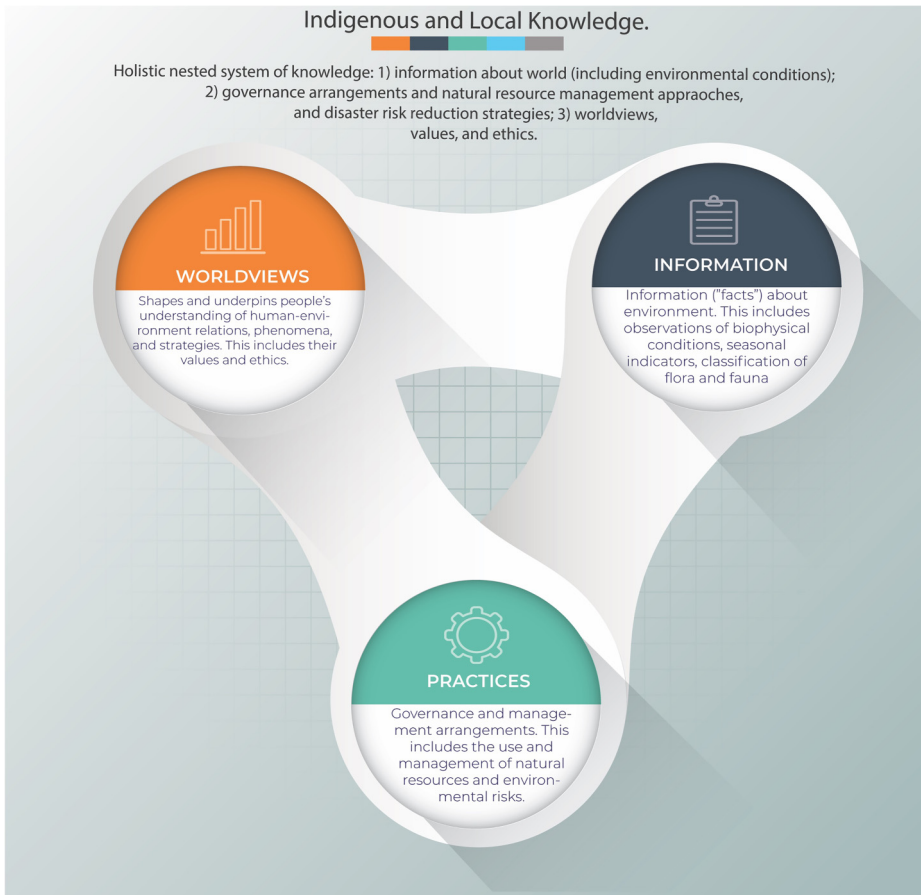 Indigenous and Local Knowledge.
Holistic nested system of knowledge: 1) information about world (including environmental conditions);
2) governance arrangements and natural resource management appraoches,
and disaster risk reduction strategies; 3) worldviews,
values, and ethics.
WORLDVIEWS
Shapes and underpins people's
understanding of human-envi-
ronment relations, phenomena,
and strategies. This includes their
values and ethics.
INFORMATION
Information ("facts") about
environment. This includes
observations of biophysical
conditions, seasonal
indicators, classification of
flora and fauna
PRACTICES
Governance and manage-
ment arrangements. This
includes the use and
management of natural
resources and environ-
mental risks.